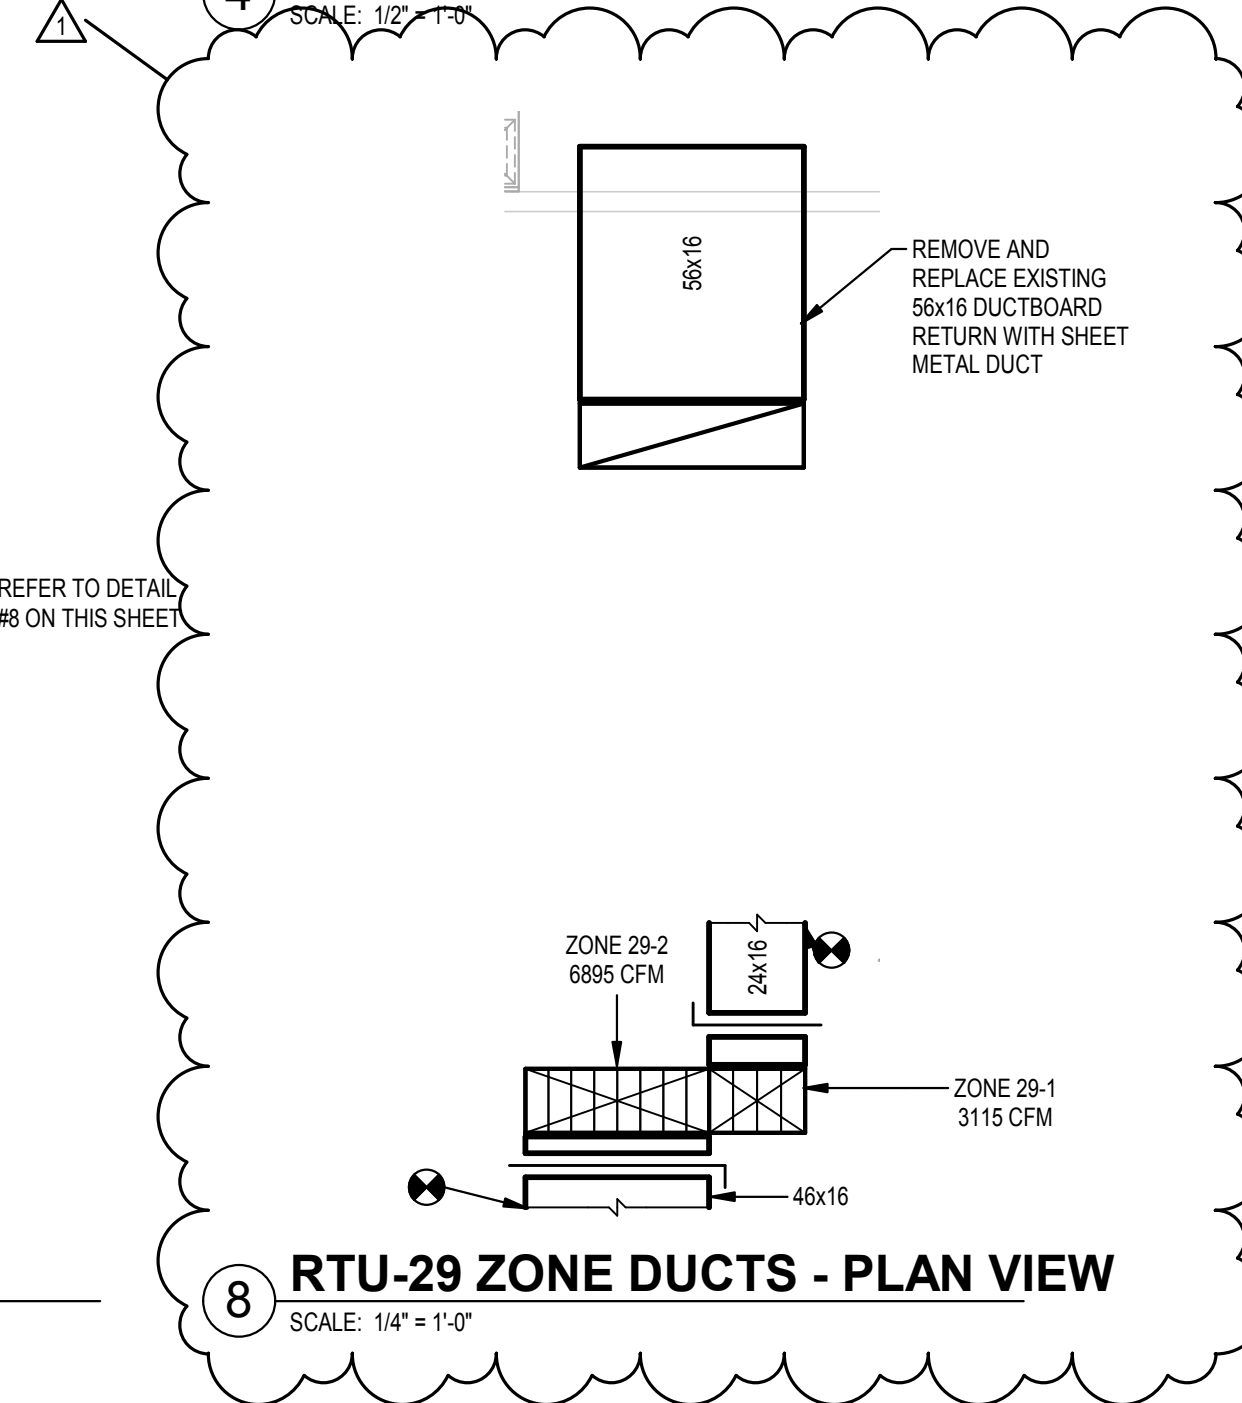 4
SCALE: 1/2" = 1'-0"
1
56x16
REMOVE AND
REPLACE EXISTING
56x16 DUCTBOARD
RETURN WITH SHEET
METAL DUCT
REFER TO DETAIL
#8 ON THIS SHEET
ZONE 29-2
6895 CFM
24x16
ZONE 29-1
3115 CFM
46x16
8
RTU-29 ZONE DUCTS - PLAN VIEW
SCALE: 1/4" = 1'-0"